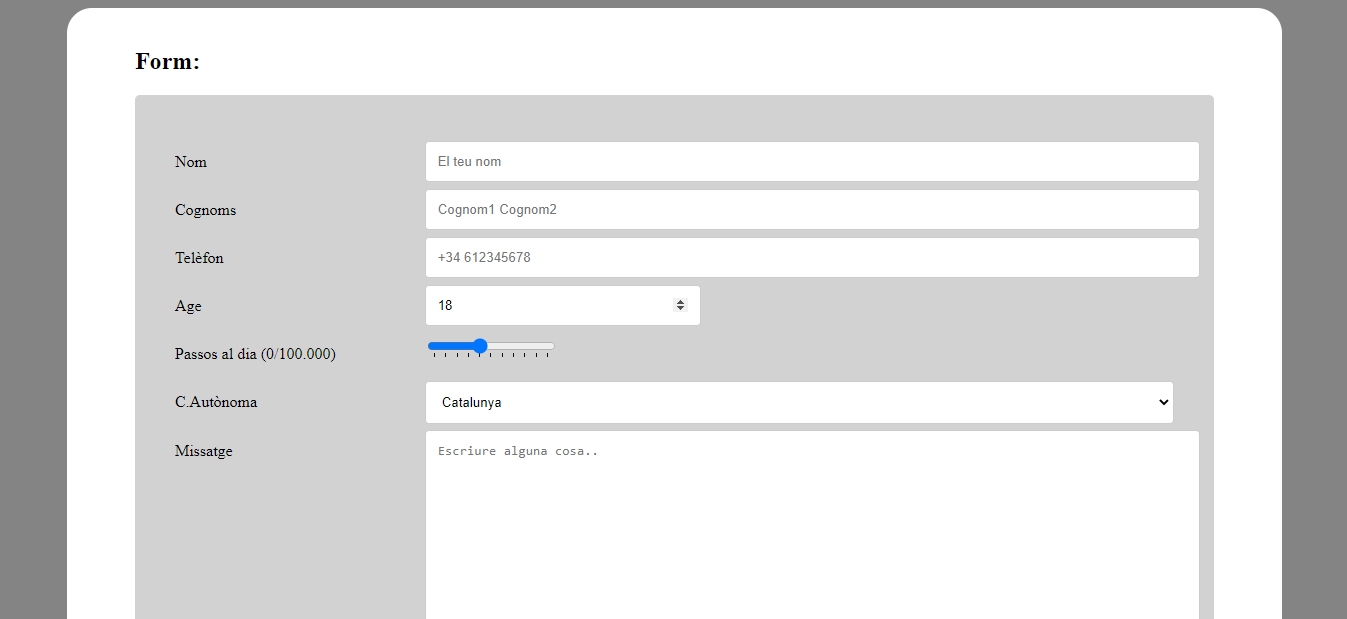 Form:
Nom
El teu nom
Cognoms
Cognom1 Cognom2
Telèfon
+34 612345678
Age
18
Passos al dia (0/100.000)
C.Autònoma
Catalunya
Missatge
Escriure alguna cosa..